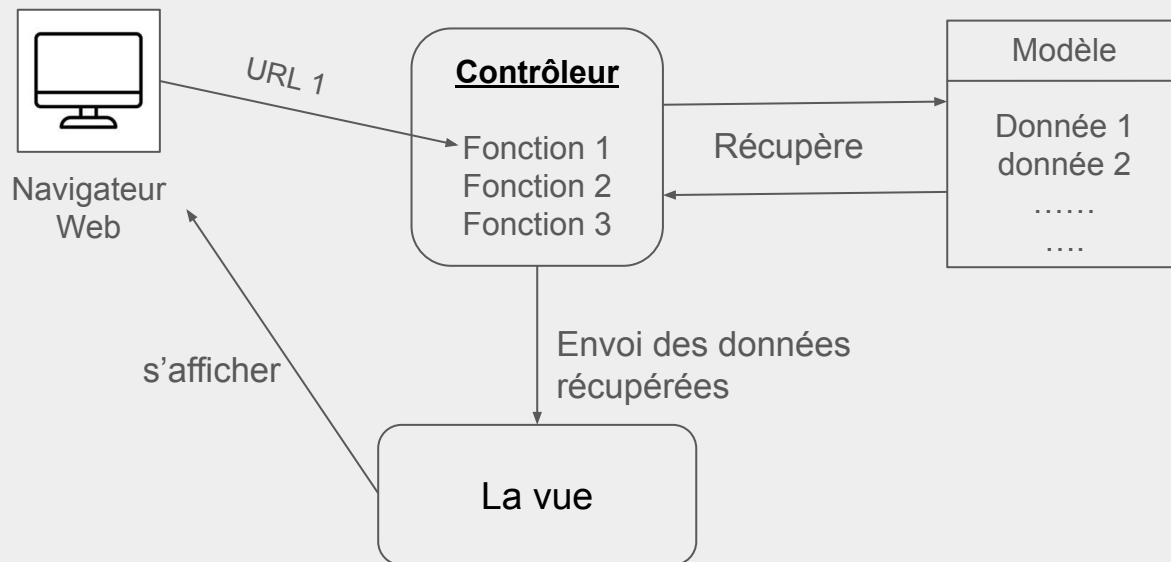 URL 1
Contrôleur
Fonction 1
Fonction 2
Fonction 3
Récupère
Modèle
Donnée 1
donnée 2
......
....
Navigateur
Web
s’afficher
Envoi des données
récupérées
La vue